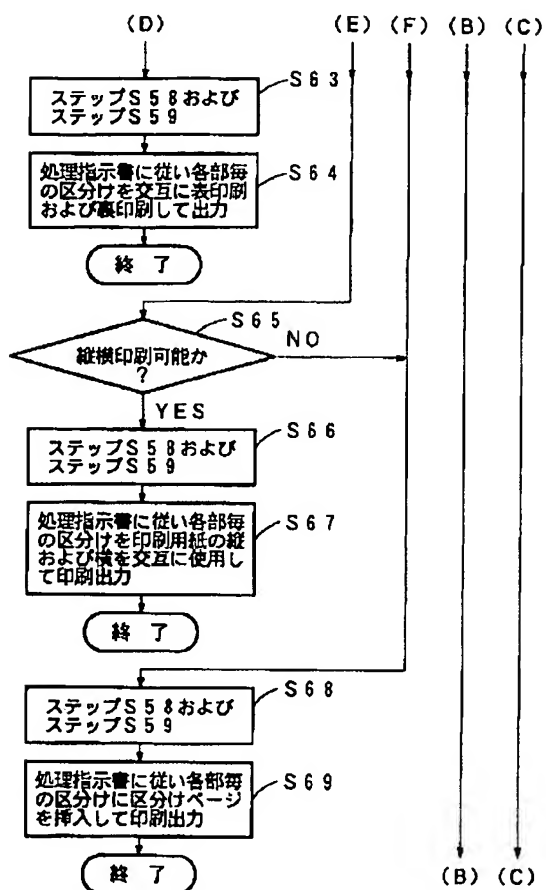 (D) (E) (F) (B) (C)
S63
ステップS58および
ステップS59
S64
処理指示書に従い各部毎
の区分けを交互に表印刷
および裏印刷して出力
終了
S65
縦横印刷可能か
?
NO
YES
S66
ステップS58および
ステップS59
S67
処理指示書に従い各部毎
の区分けを印刷用紙の縦
および横を交互に使用し
て印刷出力
終了
S68
ステップS58および
ステップS59
S69
処理指示書に従い各部毎
の区分けに区分けページ
を挿入して印刷出力
終了
(B) (C)